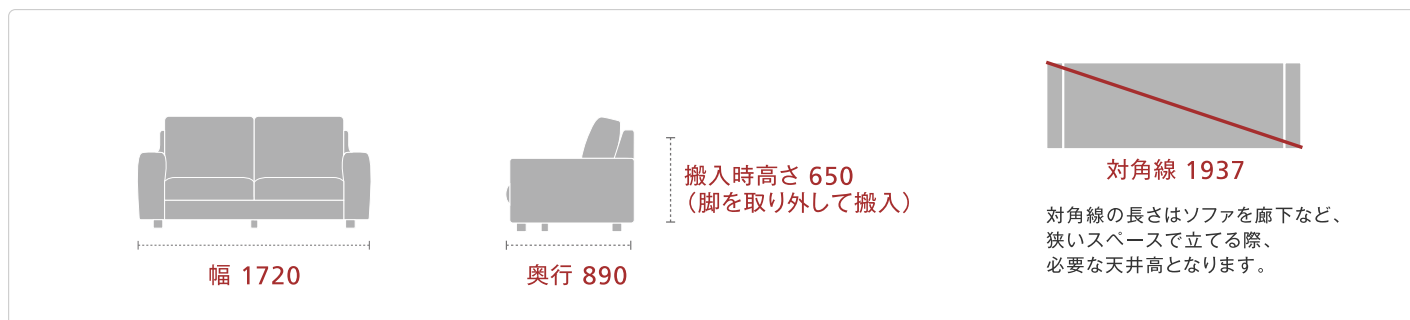 幅 1720
奥行 890
搬入時高さ 650
（脚を取り外して搬入）
対角線 1937
対角線の長さはソファを廊下など、
狭いスペースで立てる際、
必要な天井高となります。